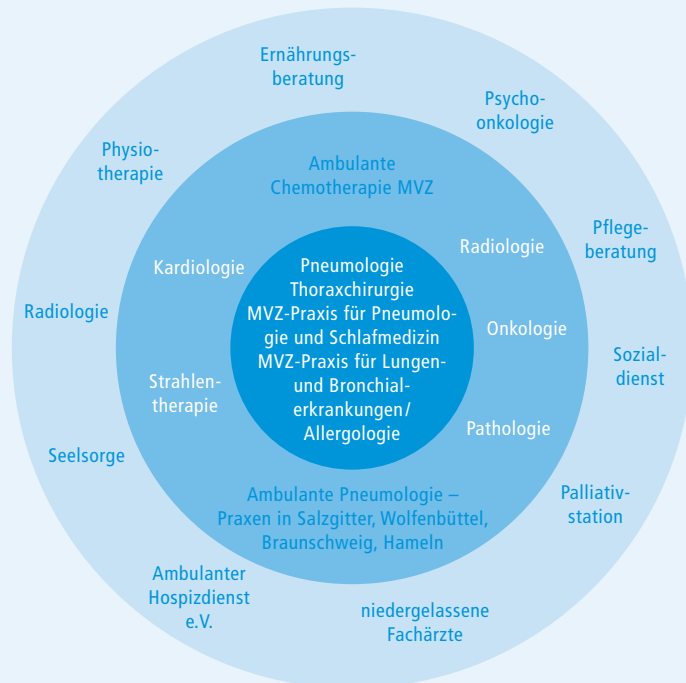 Ernährungs-
beratung
Psycho-
onkologie
Physio-
therapie
Ambulante
Chemotherapie MVZ
Pflege-
beratung
Kardiologie
Radiologie
Pneumologie
Thoraxchirurgie
MVZ-Praxis für Pneumolo-
gie und Schlafmedizin
MVZ-Praxis für Lungen-
und Bronchial-
erkrankungen/
Allergologie
Radiologie
Onkologie
Sozial-
dienst
Strahlen-
therapie
Pathologie
Seelsorge
Ambulante Pneumologie –
Praxen in Salzgitter, Wolfenbüttel,
Braunschweig, Hameln
Palliativ-
station
Ambulanter
Hospizdienst
e.V.
niedergelassene
Fachärzte